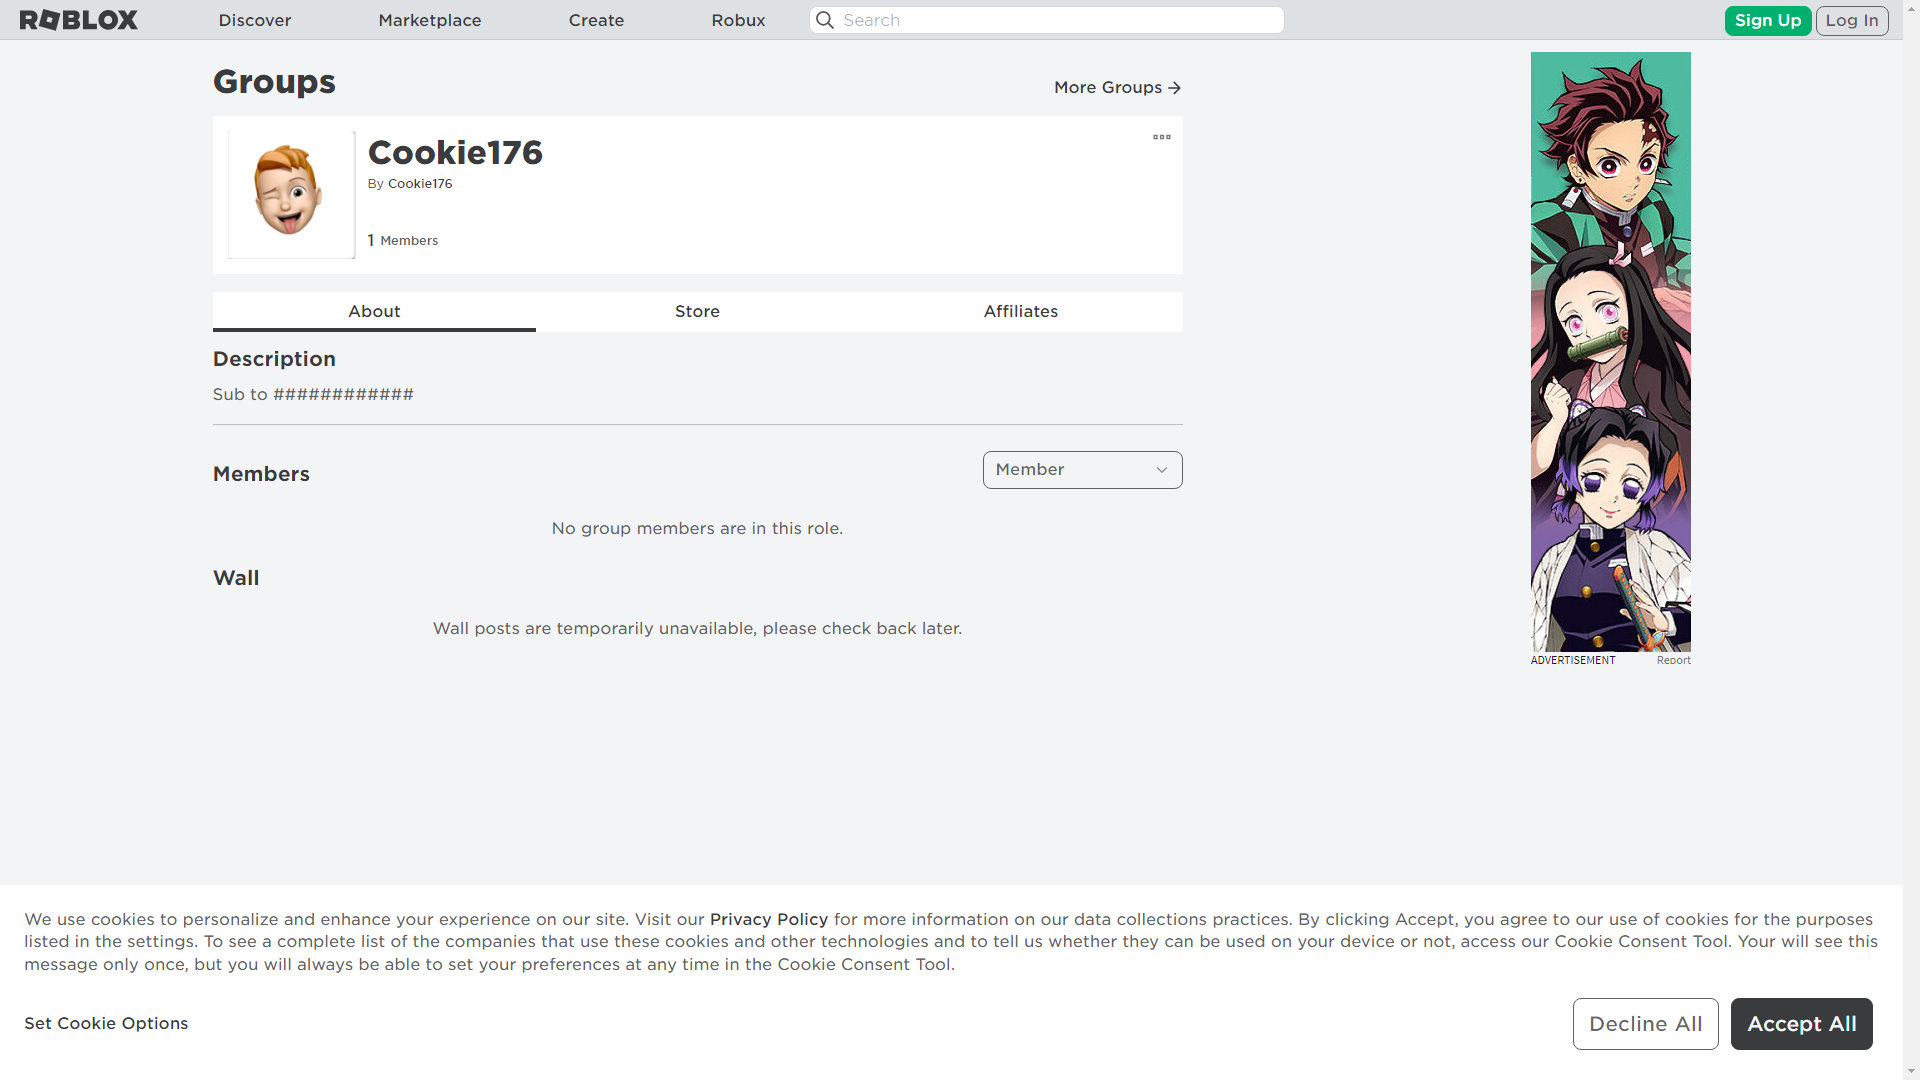 ROBLOX
Discover
Marketplace
Create
Robux
Search
Sign Up
Log In
Groups
More Groups
Cookie176
By Cookie176
1 Members
About
Store
Affiliates
Description
Sub to ############
Members
Member
No group members are in this role.
Wall
Wall posts are temporarily unavailable, please check back later.
ADVERTISEMENT
Report
We use cookies to personalize and enhance your experience on our site. Visit our Privacy Policy for more information on our data collections practices. By clicking Accept, you agree to our use of cookies for the purposes
listed in the settings. To see a complete list of the companies that use these cookies and other technologies and to tell us whether they can be used on your device or not, access our Cookie Consent Tool. Your will see this
message only once, but you will always be able to set your preferences at any time in the Cookie Consent Tool.
Set Cookie Options
Decline All
Accept All